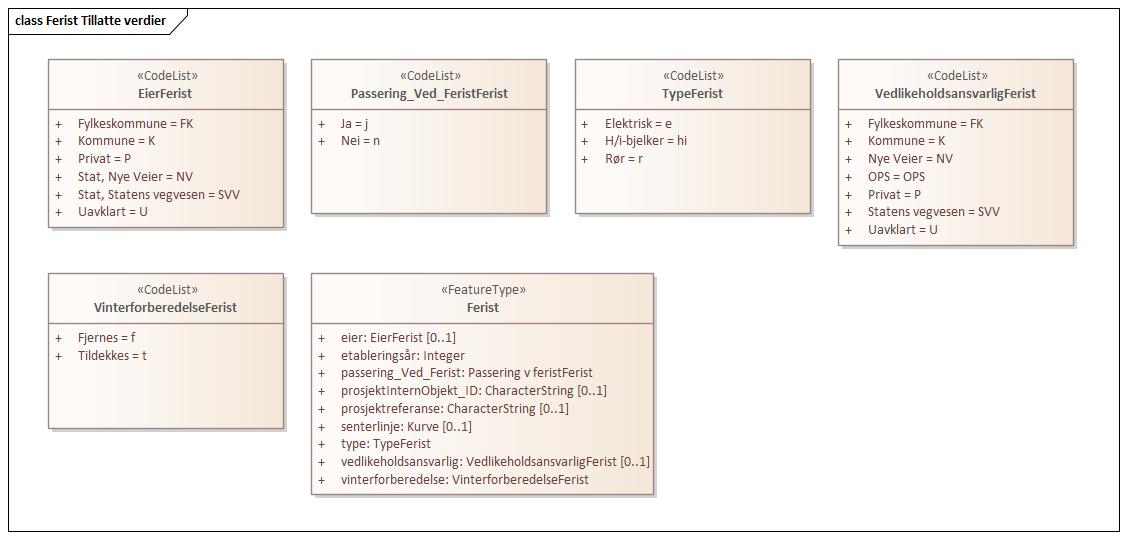 class Ferist Tillatte verdier
«CodeList»
EierFerist
+ Fylkeskommune = FK
+ Kommune = K
+ Privat = P
+ Stat, Nye Veier = NV
+ Stat, Statens vegvesen = SVV
+ Uavklart = U
«CodeList»
Passering_Ved_FeristFerist
+ Ja = j
+ Nei = n
«CodeList»
TypeFerist
+ Elektrisk = e
+ H/i-bjelker = hi
+ Rør = r
«CodeList»
VedlikeholdsansvarligFerist
+ Fylkeskommune = FK
+ Kommune = K
+ Nye Veier = NV
+ OPS = OPS
+ Privat = P
+ Statens vegvesen = SVV
+ Uavklart = U
«CodeList»
VinterforberedelseFerist
+ Fjernes = f
+ Tildekkes = t
«FeatureType»
Ferist
+ eier: EierFerist [0..1]
+ etableringsår: Integer
+ passering_Ved_Ferist: Passering v feristFerist
+ prosjektInternObjekt_ID: CharacterString [0..1]
+ prosjektreferanse: CharacterString [0..1]
+ senterlinje: Kurve [0..1]
+ type: TypeFerist
+ vedlikeholdsansvarlig: VedlikeholdsansvarligFerist [0..1]
+ vinterforberedelse: VinterforberedelseFerist